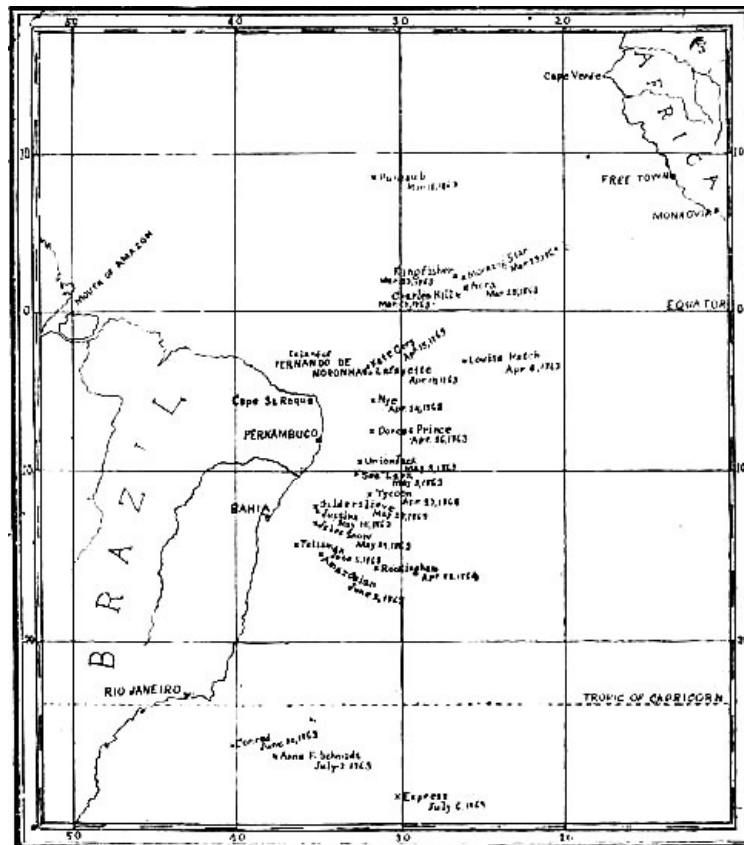 50
40
30
20
AFRICA
Cape Verde
10
10
Punjaub
Mar 15, 1863
FREE TOWN
MONROVIA
MOUTH OF AMAZON
Kingfisher
Mar 23, 1863
Morning Star
Mar 23, 186
Charles Hill
Mar 25, 1863
Nora
Mar 25, 1863
0
0
EQUATOR
Kate Cory
Apr 15, 1863
Island of
FERNANDO DE
NORONHA
Lafayette
Apr 15, 1863
Louisa Hatch
Apr 4, 1863
Cape St Roque
Nye
Apr. 24, 1863
PERNAMBUCO
Dorcas Prince
Apr. 26, 1863
Union Jack
May 3, 1863
Sea Lark
May 3, 1863
10
10
Tycoon
Apr 27, 1864
Gildersleeve
May 25, 1863
Justina
May 25, 1863
BAHIA
Jabez Snow
May 29, 1863
Talisman
June 5, 1863
Amazonian
June 2, 1863
Rockingham
Apr 23, 1864
BRAZIL
20
20
RIO JANEIRO
TROPIC OF CAPRICORN
Conrad
June 20, 1863
Anna F. Schmidt
July 2, 1863
Express
July 6, 1863
50
40
30
20